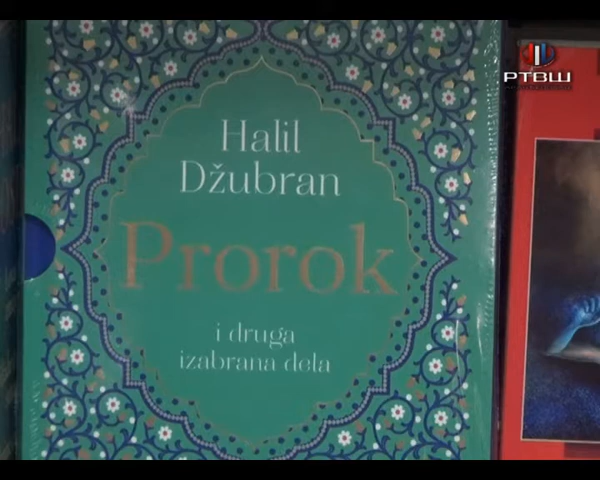 Halil
Džubran
Prorok
i druga
izabrana dela
РТВШ